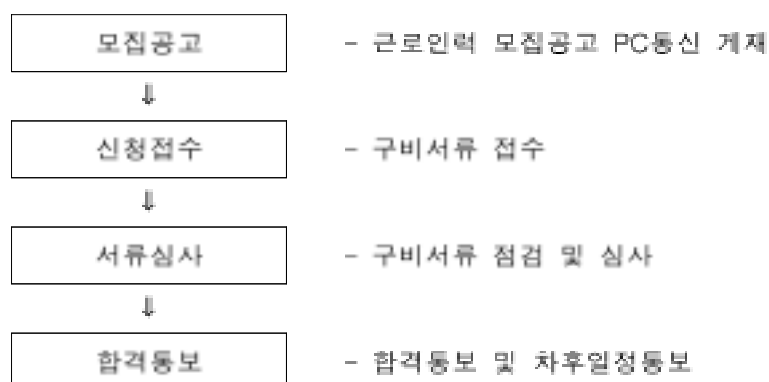 모집공고 - 근로인력 모집공고 PC통신 게재
⇓
신청접수 - 구비서류 접수
⇓
서류심사 - 구비서류 점검 및 심사
⇓
합격통보 - 합격통보 및 차후일정통보